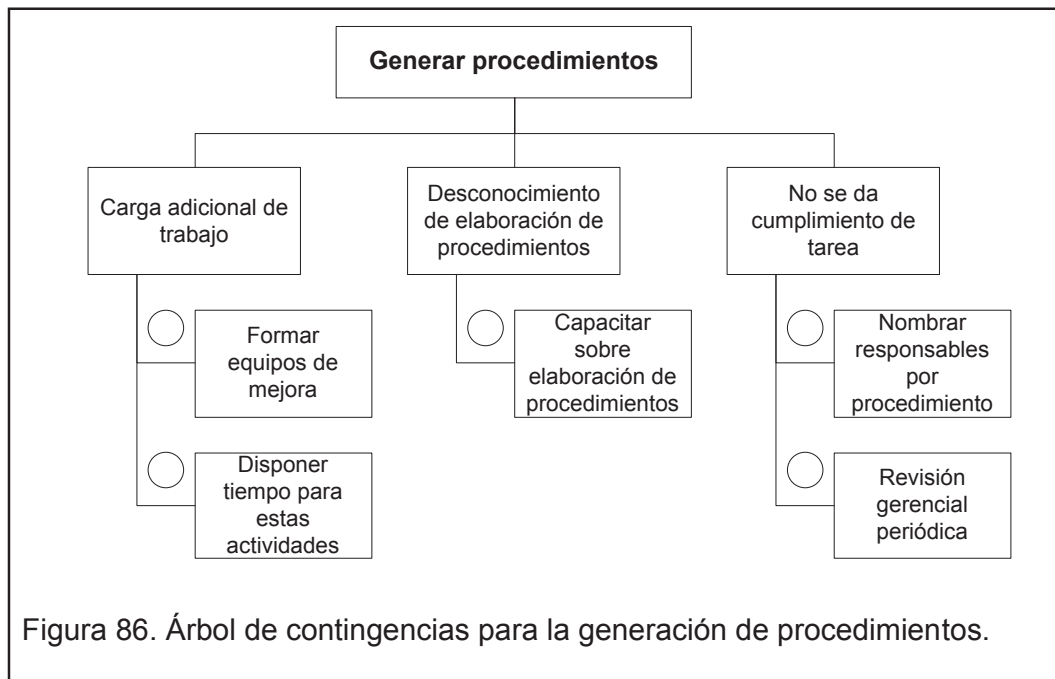 Generar procedimientos
Carga adicional de
trabajo
Desconocimiento
de elaboración de
procedimientos
No se da
cumplimiento de
tarea
Formar
equipos de
mejora
Capacitar
sobre
elaboración de
procedimientos
Nombrar
responsables
por
procedimiento
Disponer
tiempo para
estas
actividades
Revisión
gerencial
periódica
Figura 86. Árbol de contingencias para la generación de procedimientos.